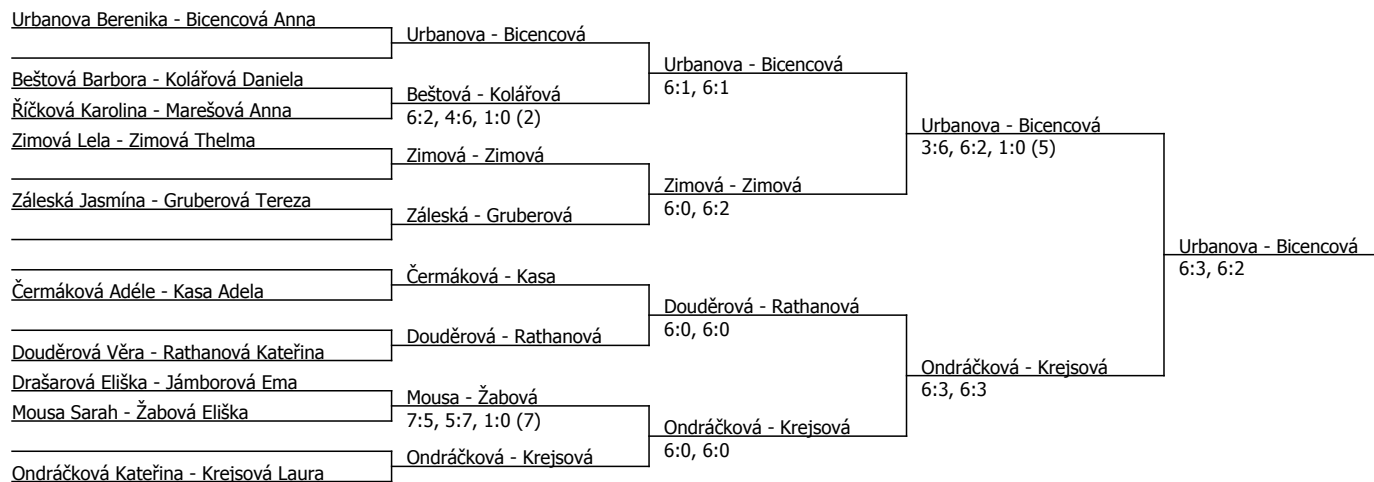 Urbanova Berenika - Bicencová Anna
Beštová Barbora - Kolářová Daniela
Říčková Karolina - Marešová Anna
Zimová Lela - Zimová Thelma
Záleská Jasmína - Gruberová Tereza
Čermáková Adéle - Kasa Adela
Douděrová Věra - Rathanová Kateřina
Drašarová Eliška - Jámborová Ema
Mousa Sarah - Žabová Eliška
Ondráčková Kateřina - Krejsová Laura
Urbanova - Bicencová
Beštová - Kolářová
6:2, 4:6, 1:0 (2)
Zimová - Zimová
Záleská - Gruberová
Čermáková - Kasa
Douděrová - Rathanová
Mousa - Žabová
7:5, 5:7, 1:0 (7)
Ondráčková - Krejsová
Urbanova - Bicencová
6:1, 6:1
Zimová - Zimová
6:0, 6:2
Douděrová - Rathanová
6:0, 6:0
Ondráčková - Krejsová
6:0, 6:0
Urbanova - Bicencová
3:6, 6:2, 1:0 (5)
Ondráčková - Krejsová
6:3, 6:3
Urbanova - Bicencová
6:3, 6:2